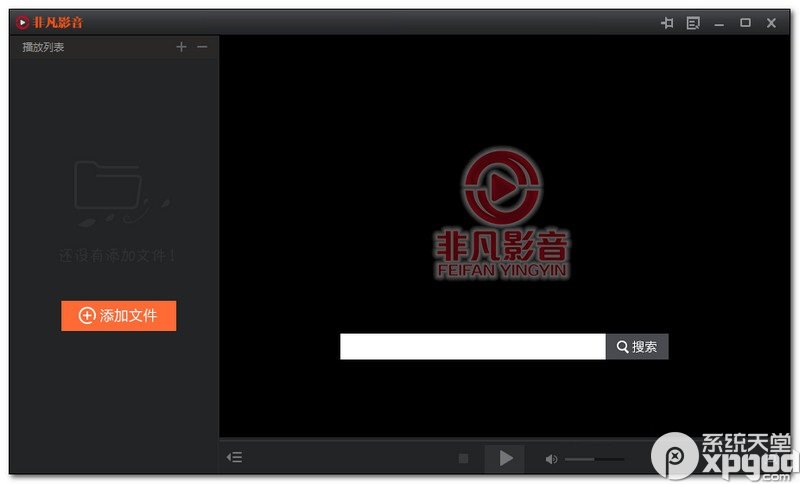 非凡影音
播放列表
还没有添加文件！
添加文件
非凡影音
FEIFAN YINGYIN
搜索
系统天堂
xpgod
.com